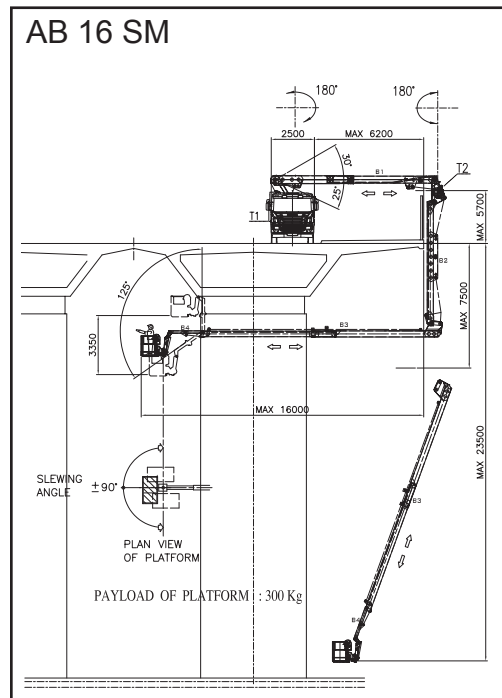 AB 16 SM
180° 180°
2500 MAX 6200
B1
30°
25°
T2
T1
MAX 5700
B2
125°
MAX 7500
3350
B4 B3
MAX 16000
MAX 23500
SLEWING
ANGLE ±90°
B3
PLAN VIEW
OF PLATFORM
PAYLOAD OF PLATFORM : 300 Kg
B4